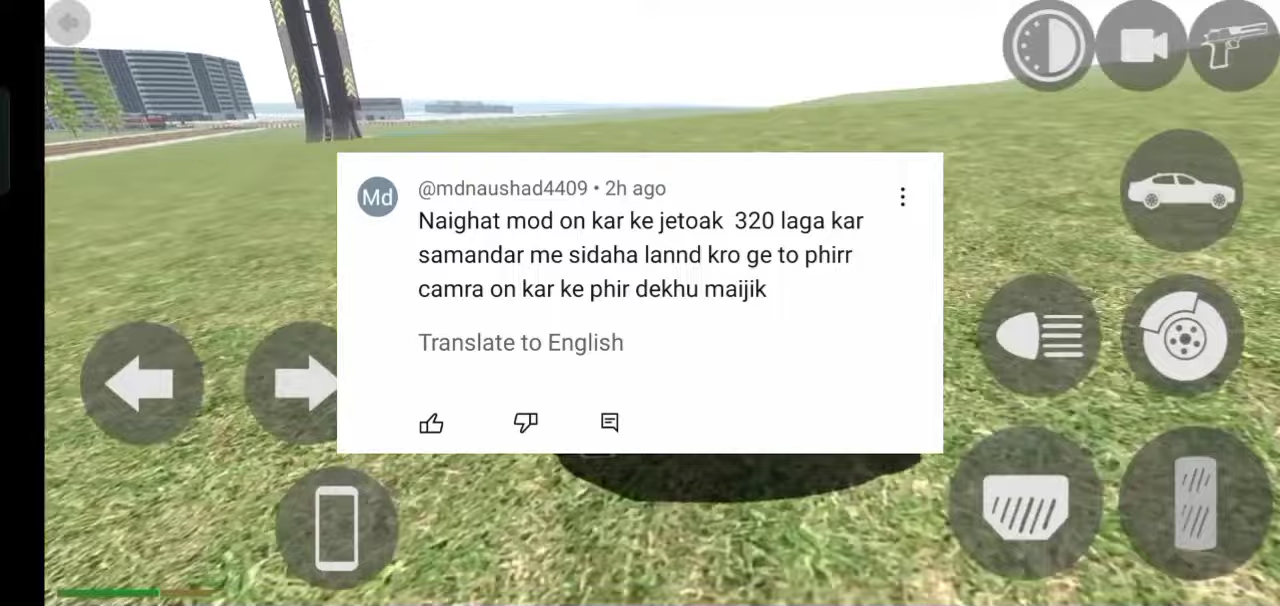 Md
@mdnaushad4409 • 2h ago
Naighat mod on kar ke jetoak 320 laga kar
samandar me sidaha lannd kro ge to phirr
camra on kar ke phir dekhu maijik
Translate to English